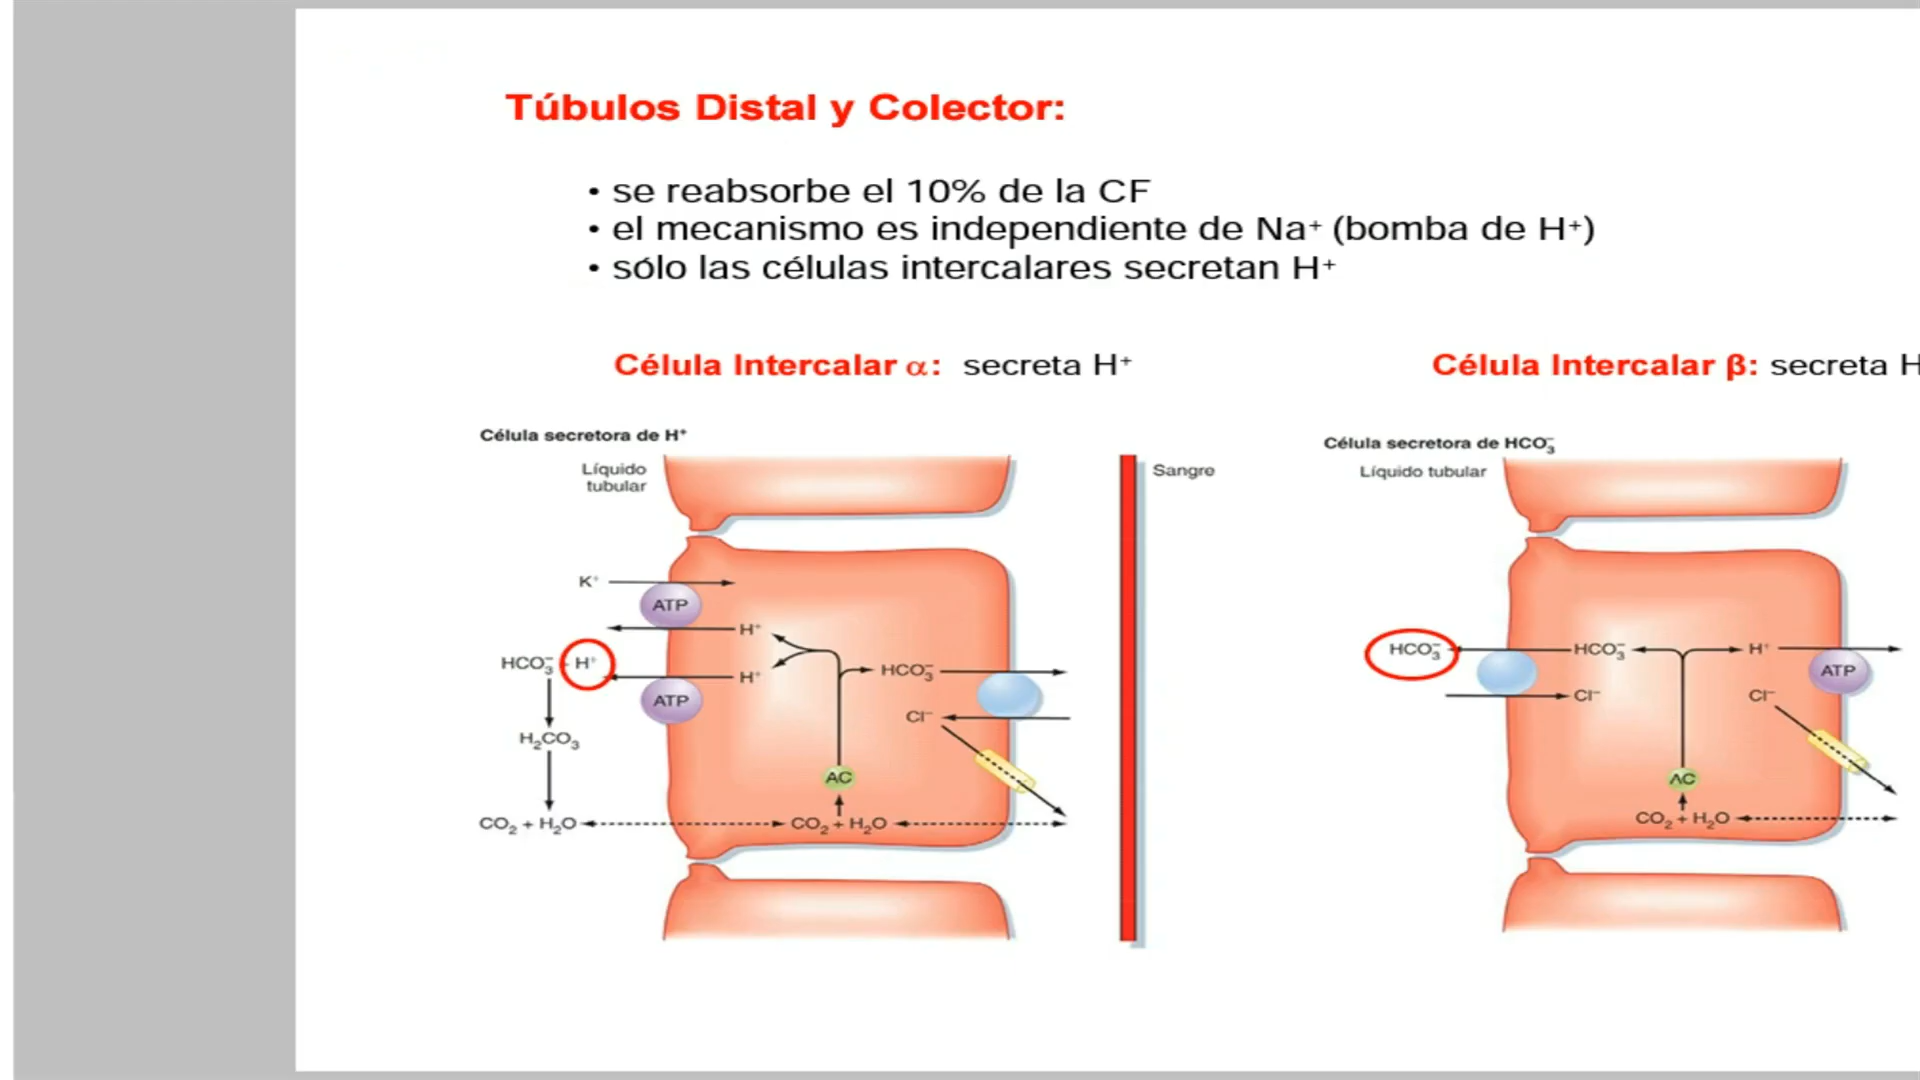 Túbulos Distal y Colector:
• se reabsorbe el 10% de la CF
• el mecanismo es independiente de Na⁺ (bomba de H⁺)
• sólo las células intercalares secretan H⁺
Célula Intercalar α: secreta H⁺
Célula secretora de H⁺
Líquido
tubular
Sangre
K⁺
ATP
H⁺
HCO₃⁻ + H⁺
H⁺
ATP
HCO₃⁻
Cl⁻
H₂CO₃
AC
CO₂ + H₂O
CO₂ + H₂O
Célula Intercalar β: secreta H
Célula secretora de HCO₃⁻
Líquido tubular
HCO₃⁻
HCO₃⁻
H⁺
ATP
Cl⁻
Cl⁻
AC
CO₂ + H₂O